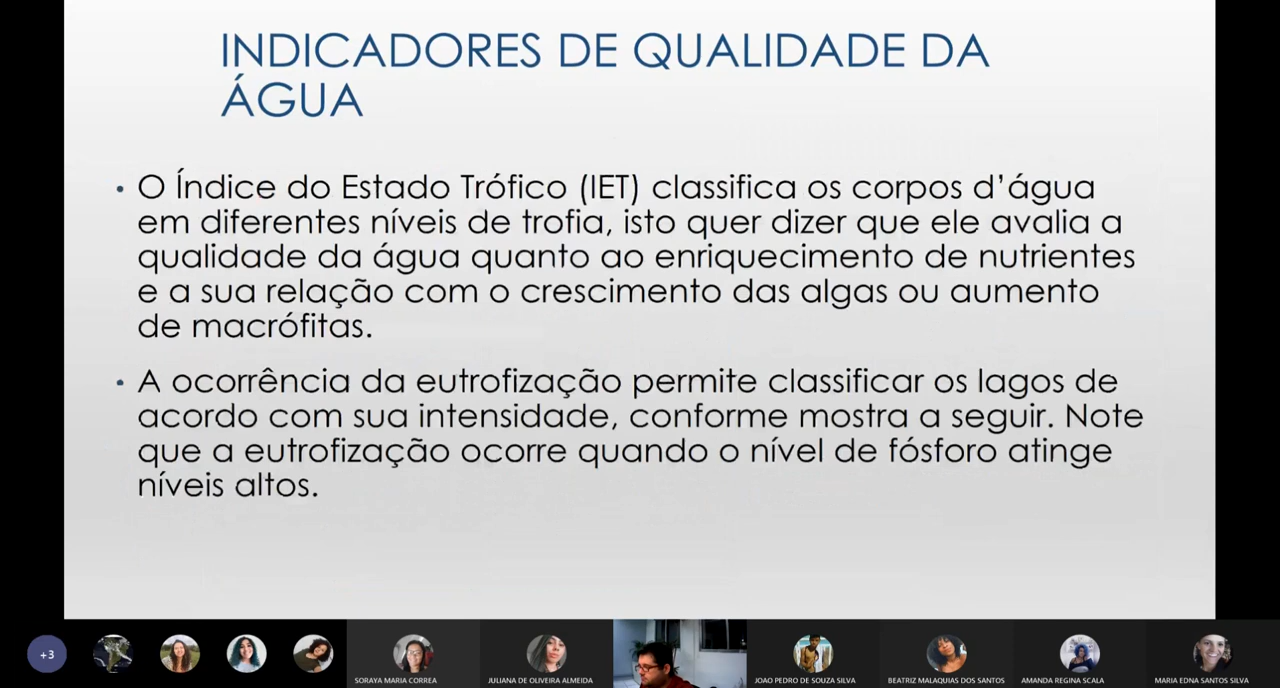 INDICADORES DE QUALIDADE DA
ÁGUA
• O Índice do Estado Trófico (IET) classifica os corpos d’água
em diferentes níveis de trofia, isto quer dizer que ele avalia a
qualidade da água quanto ao enriquecimento de nutrientes
e a sua relação com o crescimento das algas ou aumento
de macrófitas.
• A ocorrência da eutrofização permite classificar os lagos de
acordo com sua intensidade, conforme mostra a seguir. Note
que a eutrofização ocorre quando o nível de fósforo atinge
níveis altos.
+3
SORAYA MARIA CORREA
JULIANA DE OLIVEIRA ALMEIDA
JOAO PEDRO DE SOUZA SILVA
BEATRIZ MALAQUIAS DOS SANTOS
AMANDA REGINA SCALA
MARIA EDNA SANTOS SILVA